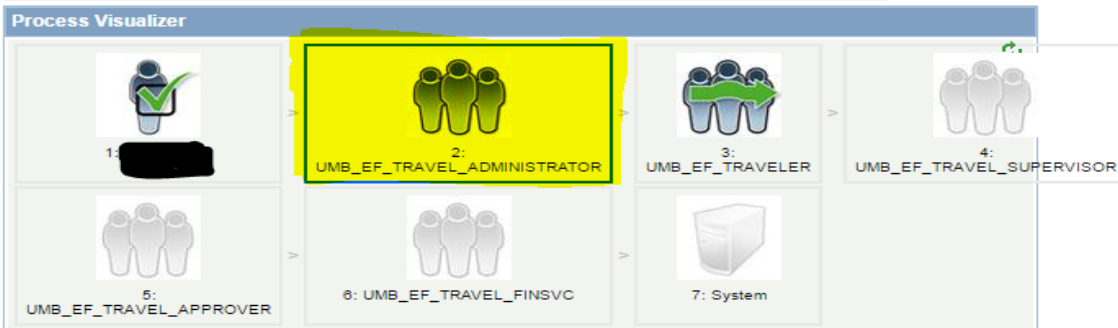 Process Visualizer
1:
2:
UMB_EF_TRAVEL_ADMINISTRATOR
3:
UMB_EF_TRAVELER
4:
UMB_EF_TRAVEL_SUPERVISOR
5:
UMB_EF_TRAVEL_APPROVER
6: UMB_EF_TRAVEL_FINSVC
7: System